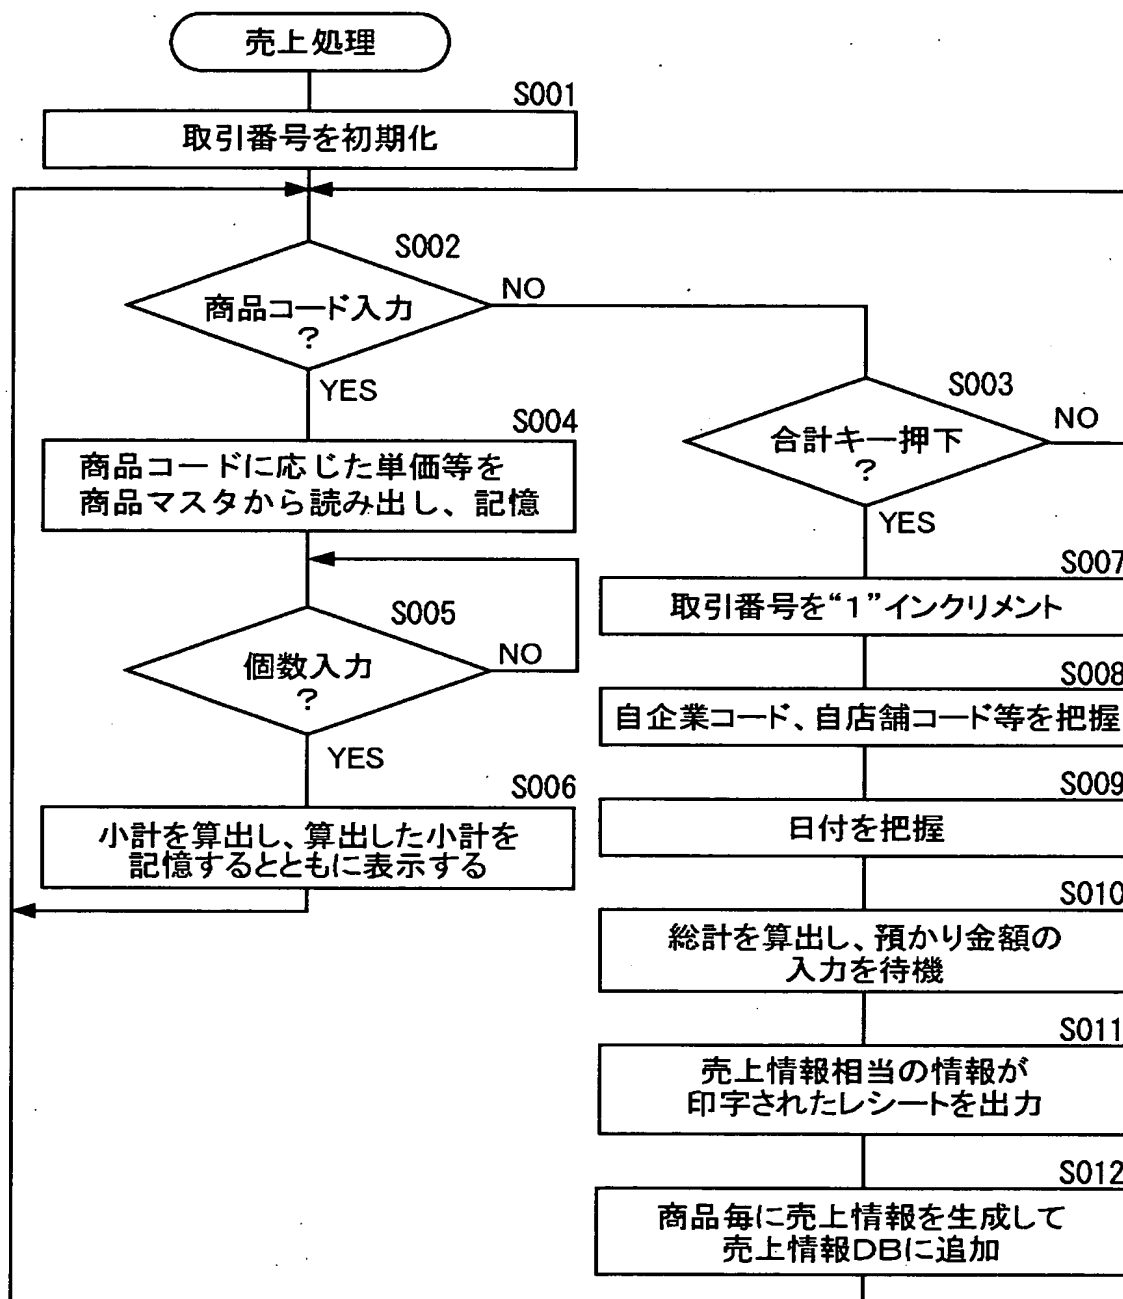 売上処理
S001
取引番号を初期化
S002
商品コード入力
?
NO
YES
S003
合計キー押下
?
NO
YES
S004
商品コードに応じた単価等を
商品マスタから読み出し、記憶
S005
個数入力
?
NO
YES
S006
小計を算出し、算出した小計を
記憶するとともに表示する
S007
取引番号を“1”インクリメント
S008
自企業コード、自店舗コード等を把握
S009
日付を把握
S010
総計を算出し、預かり金額の
入力を待機
S011
売上情報相当の情報が
印字されたレシートを出力
S012
商品毎に売上情報を生成して
売上情報DBに追加